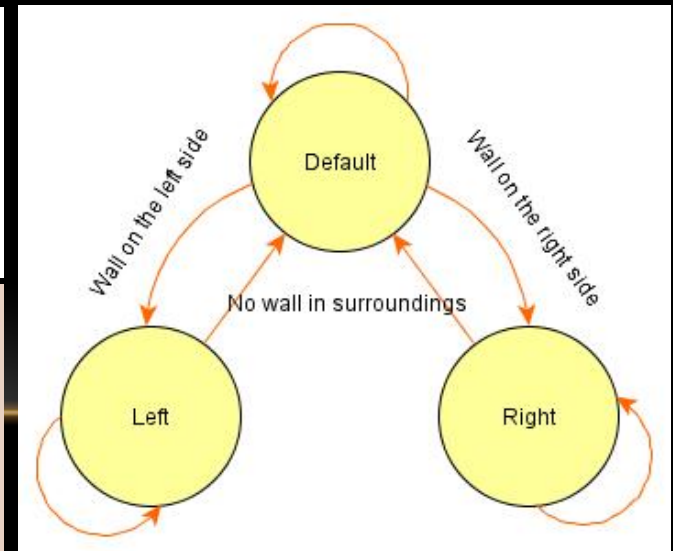 Default
Wall on the left side
Wall on the right side
No wall in surroundings
Left
Right